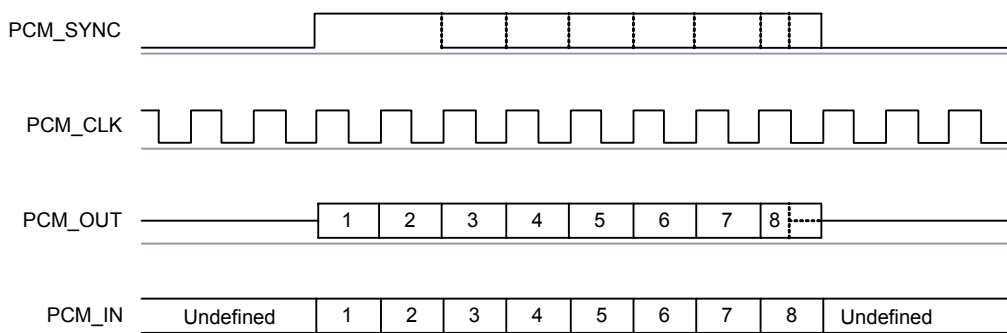 PCM_SYNC
PCM_CLK
PCM_OUT 1 2 3 4 5 6 7 8
PCM_IN Undefined 1 2 3 4 5 6 7 8 Undefined